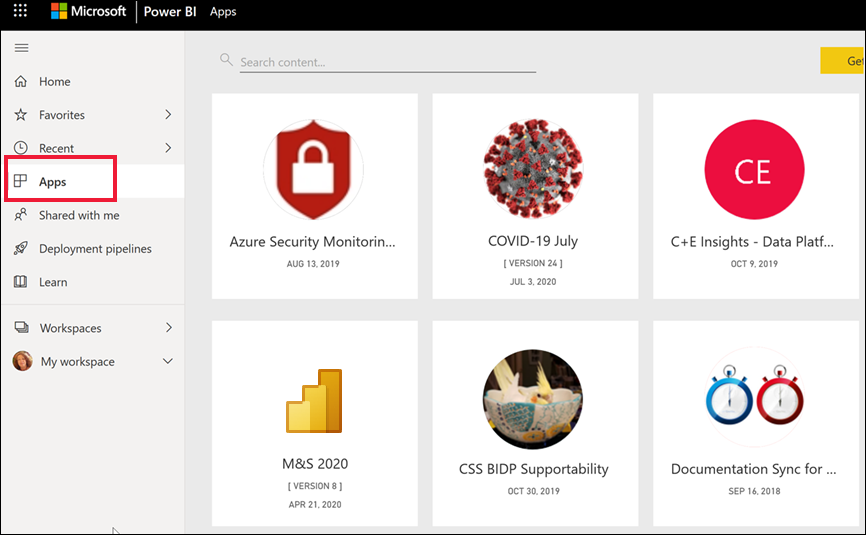 Microsoft Power BI Apps
Search content...
Get
Home
Favorites
Recent
Apps
Shared with me
Deployment pipelines
Learn
Workspaces
My workspace
Azure Security Monitorin...
AUG 13, 2019
COVID-19 July
[ VERSION 24 ]
JUL 3, 2020
CE
C+E Insights - Data Platf...
OCT 9, 2019
M&S 2020
[ VERSION 8 ]
APR 21, 2020
CSS BIDP Supportability
OCT 30, 2019
Documentation Sync for ...
SEP 16, 2018